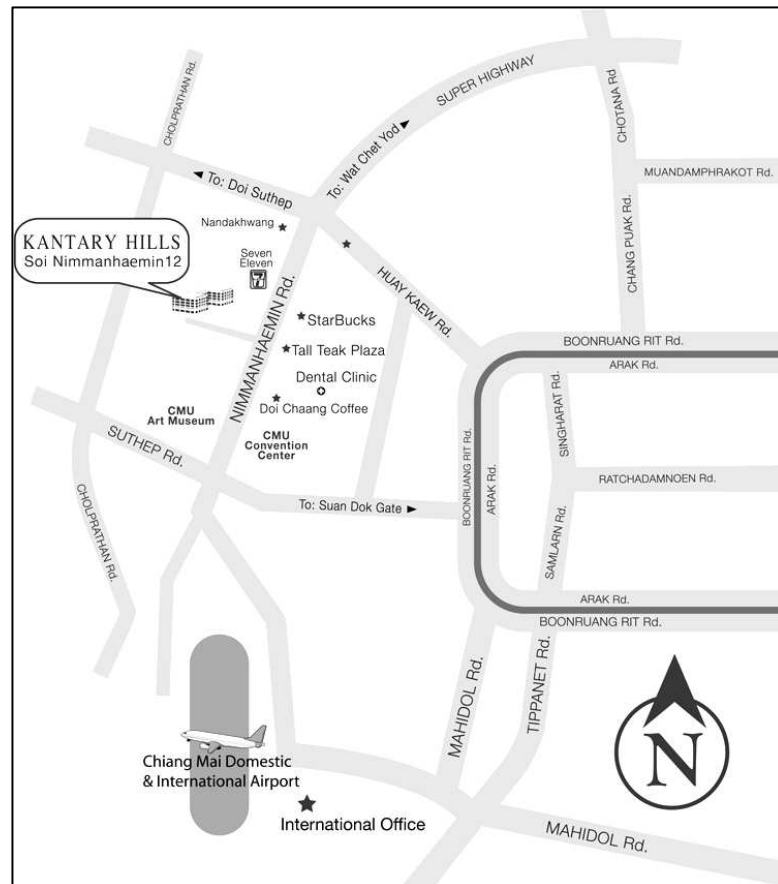 SUPER HIGHWAY
CHOLPRATHAN Rd.
CHOTANA Rd
To: Wat Chet Yod ►
MUANDAMPHRAKOT Rd.
◄ To: Doi Suthep
Nandakhwang
CHANG PUAK Rd.
KANTARY HILLS
Soi Nimmanhaemin12
Seven
Eleven
7
HUAY KAEW Rd.
NIMMANHAEMIN Rd.
StarBucks
BOONRUANG RIT Rd.
Tall Teak Plaza
ARAK Rd.
Dental Clinic
SINGHARAT Rd.
CMU
Art Museum
Doi Chaang Coffee
SUTHEP Rd.
CMU
Convention
Center
BOONRUANG RIT Rd.
ARAK Rd.
RATCHADAMNOEN Rd.
To: Suan Dok Gate ►
CHOLPRATHAN Rd.
SAMLARN Rd.
ARAK Rd.
BOONRUANG RIT Rd.
MAHIDOL Rd.
TIPPANET Rd.
N
Chiang Mai Domestic
& International Airport
International Office
MAHIDOL Rd.